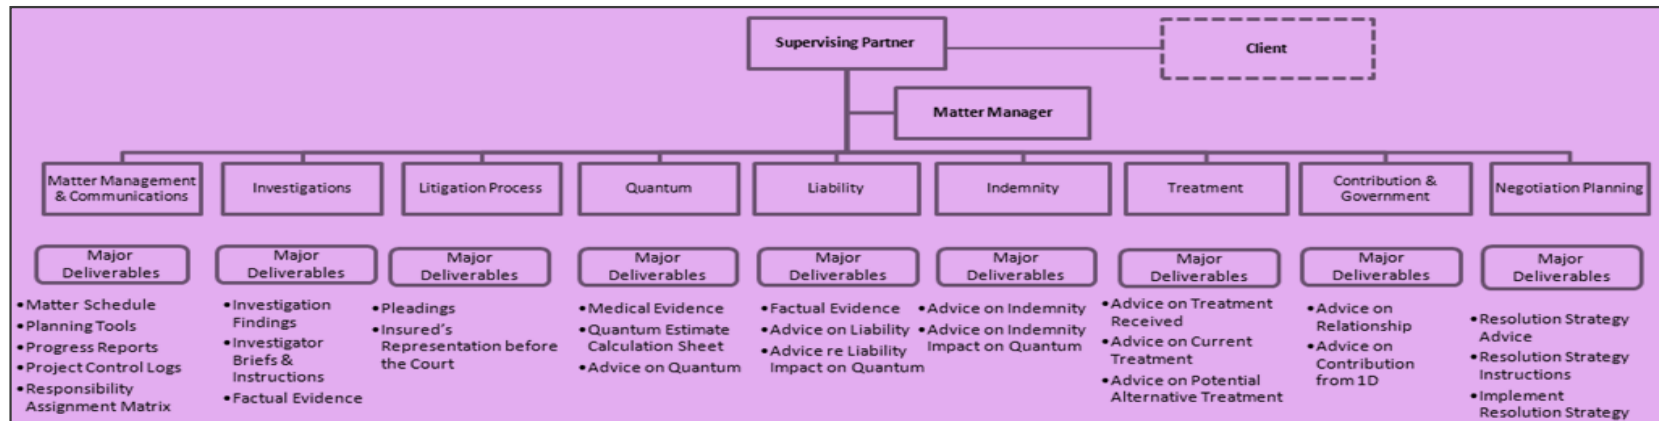 Supervising Partner
Client
Matter Manager
Matter Management
& Communications
Investigations
Litigation Process
Quantum
Liability
Indemnity
Treatment
Contribution &
Government
Negotiation Planning
Major
Deliverables
•Matter Schedule
•Planning Tools
•Progress Reports
•Project Control Logs
•Responsibility
Assignment Matrix
Major
Deliverables
•Investigation
Findings
•Investigator
Briefs &
Instructions
•Factual Evidence
Major
Deliverables
•Pleadings
•Insured's
Representation before
the Court
Major
Deliverables
•Medical Evidence
•Quantum Estimate
Calculation Sheet
•Advice on Quantum
Major
Deliverables
•Factual Evidence
•Advice on Liability
•Advice re Liability
Impact on Quantum
Major
Deliverables
•Advice on Indemnity
•Advice on Indemnity
Impact on Quantum
Major
Deliverables
•Advice on Treatment
Received
•Advice on Current
Treatment
•Advice on Potential
Alternative Treatment
Major
Deliverables
•Advice on
Relationship
•Advice on
Contribution
from 1D
Major
Deliverables
•Resolution Strategy
Advice
•Resolution Strategy
Instructions
•Implement
Resolution Strategy